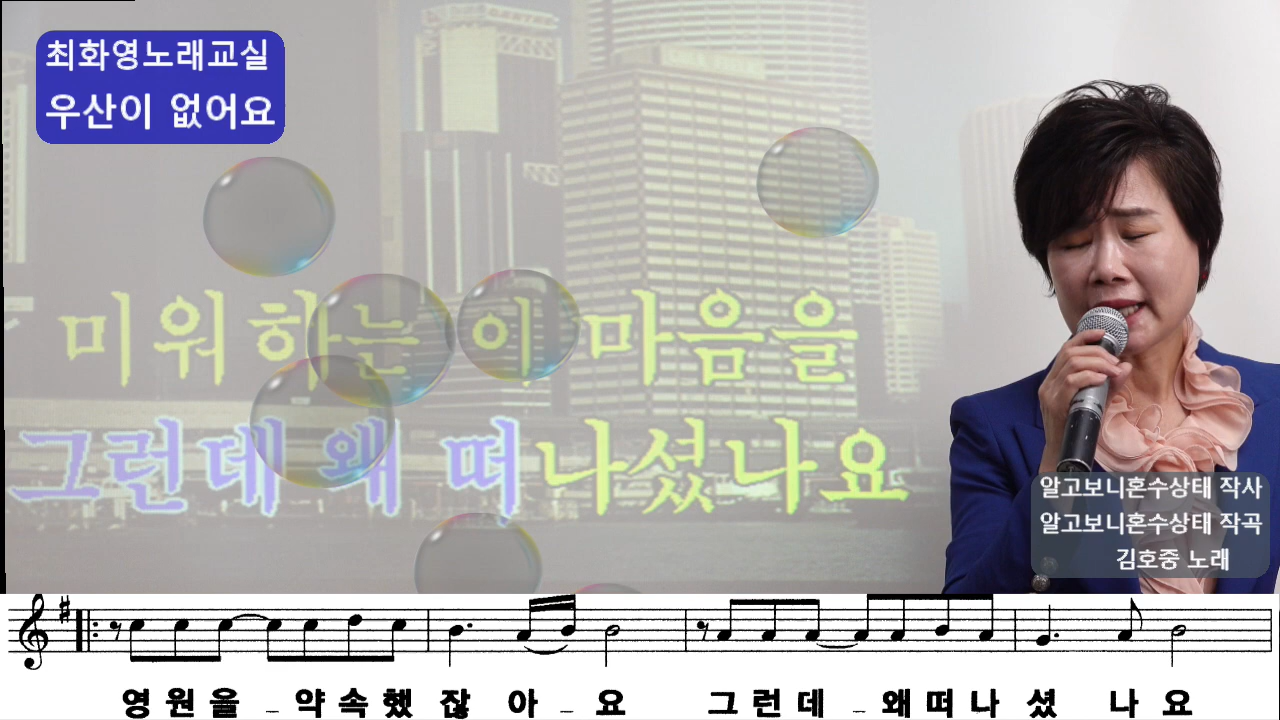 최화영노래교실
우산이 없어요
미워하는 이 마음을
그런데 왜 떠나셨나요
알고보니혼수상태 작사
알고보니혼수상태 작곡
김호중 노래
영원을_약속했잖아_요 그런데_왜떠나셨나요